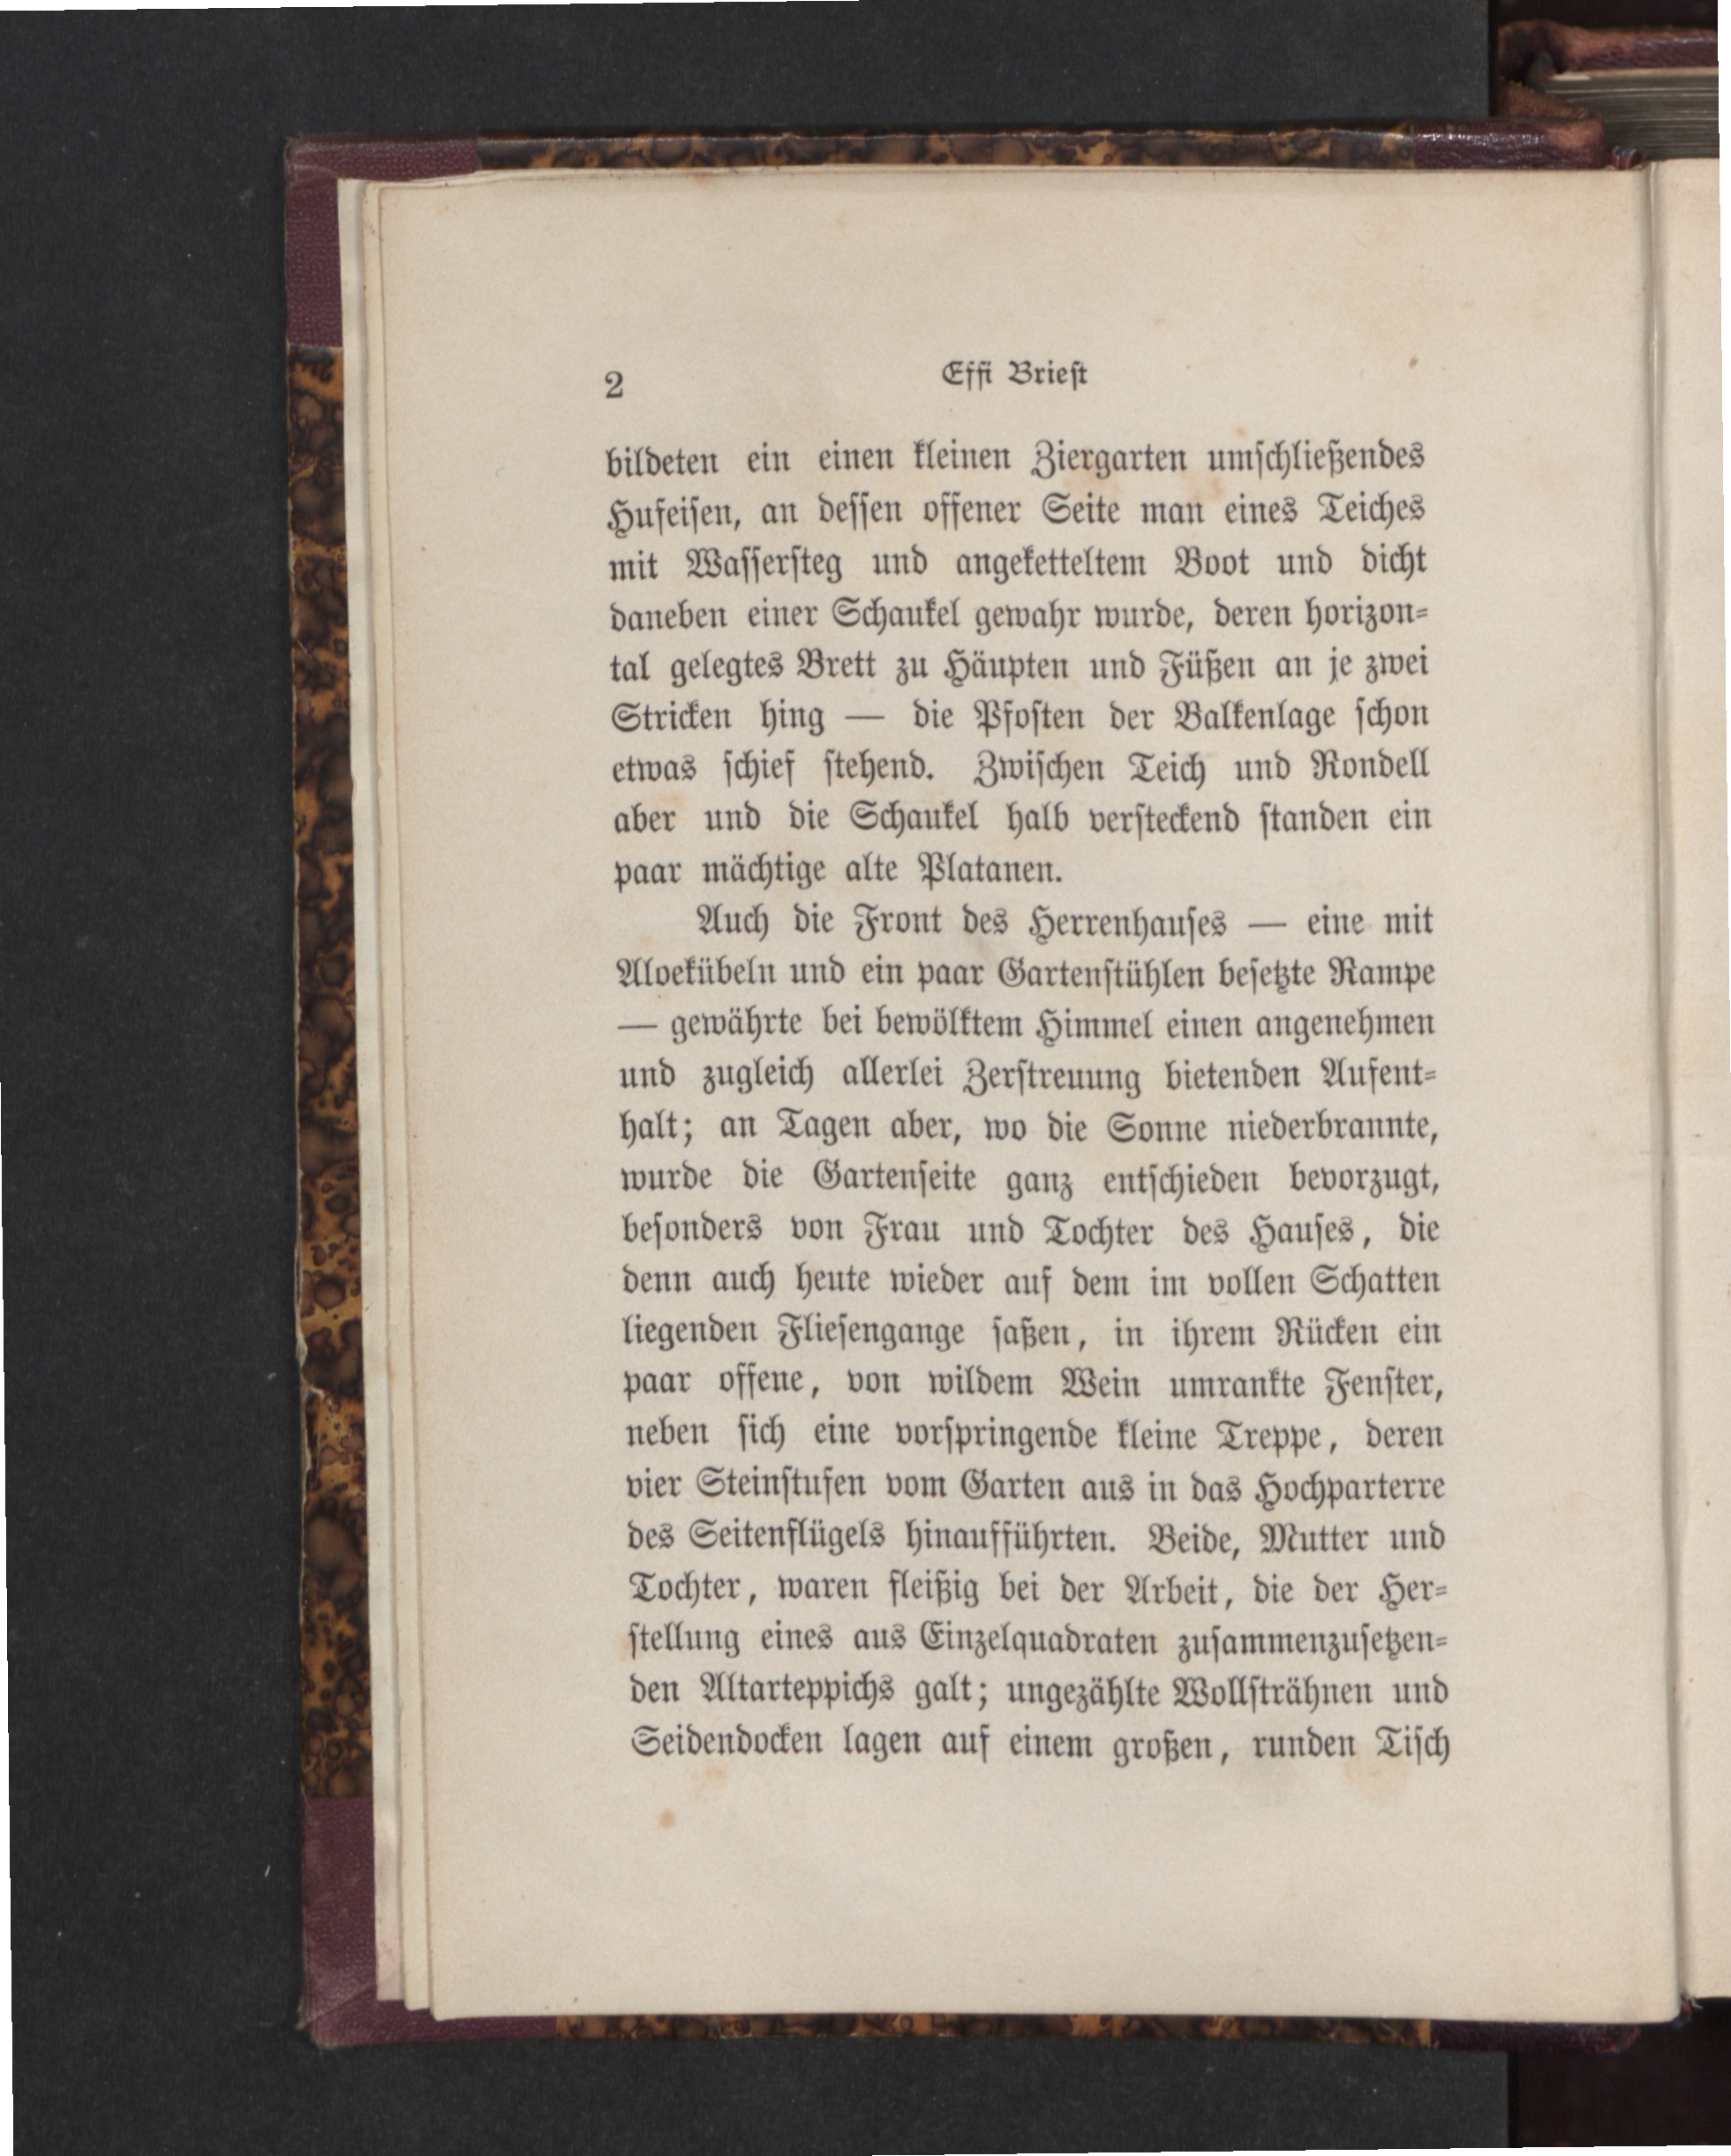 2
Effi Briest
bildeten ein einen kleinen Ziergarten umschließendes
Hufeisen, an dessen offener Seite man eines Teiches
mit Wassersteg und angeketteltem Boot und dicht
daneben einer Schaukel gewahr wurde, deren horizon-
tal gelegtes Brett zu Häupten und Füßen an je zwei
Stricken hing — die Pfosten der Balkenlage schon
etwas schief stehend. Zwischen Teich und Rondell
aber und die Schaukel halb versteckend standen ein
paar mächtige alte Platanen.
Auch die Front des Herrenhauses — eine mit
Aloekübeln und ein paar Gartenstühlen besetzte Rampe
— gewährte bei bewölktem Himmel einen angenehmen
und zugleich allerlei Zerstreuung bietenden Aufent-
halt; an Tagen aber, wo die Sonne niederbrannte,
wurde die Gartenseite ganz entschieden bevorzugt,
besonders von Frau und Tochter des Hauses, die
denn auch heute wieder auf dem im vollen Schatten
liegenden Fliesengange saßen, in ihrem Rücken ein
paar offene, von wildem Wein umrankte Fenster,
neben sich eine vorspringende kleine Treppe, deren
vier Steinstufen vom Garten aus in das Hochparterre
des Seitenflügels hinaufführten. Beide, Mutter und
Tochter, waren fleißig bei der Arbeit, die der Her-
stellung eines aus Einzelquadraten zusammenzusetzen-
den Altarteppichs galt; ungezählte Wollsträhnen und
Seidendocken lagen auf einem großen, runden Tisch